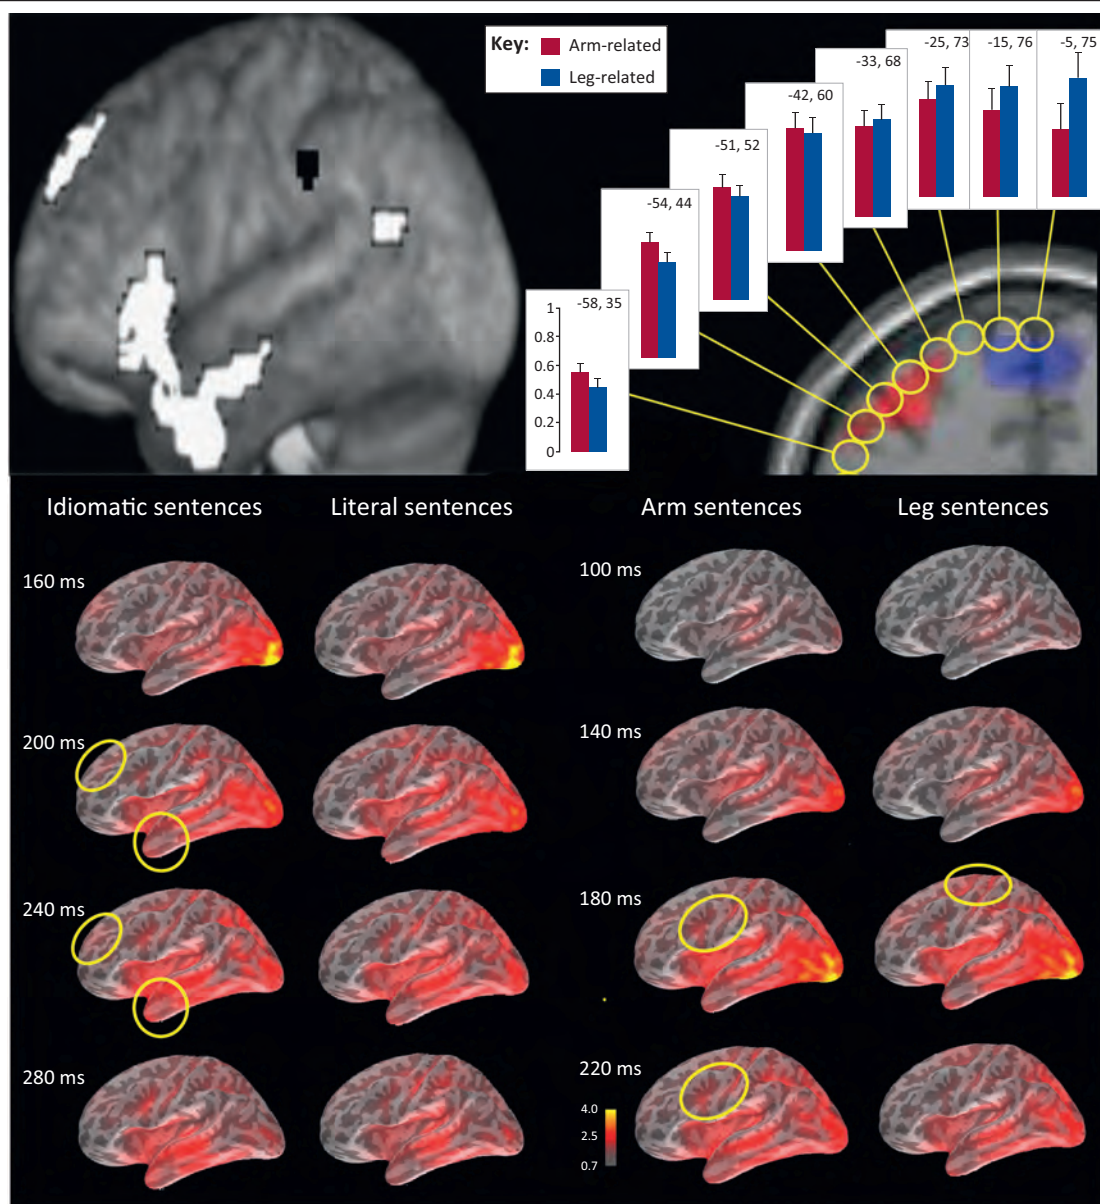 Key: Arm-related
Leg-related
-58, 35
-54, 44
-51, 52
-42, 60
-33, 68
-25, 73
-15, 76
-5, 75
1
0.8
0.6
0.4
0.2
0
Idiomatic sentences
Literal sentences
Arm sentences
Leg sentences
160 ms
200 ms
240 ms
280 ms
100 ms
140 ms
180 ms
220 ms
4.0
2.5
0.7